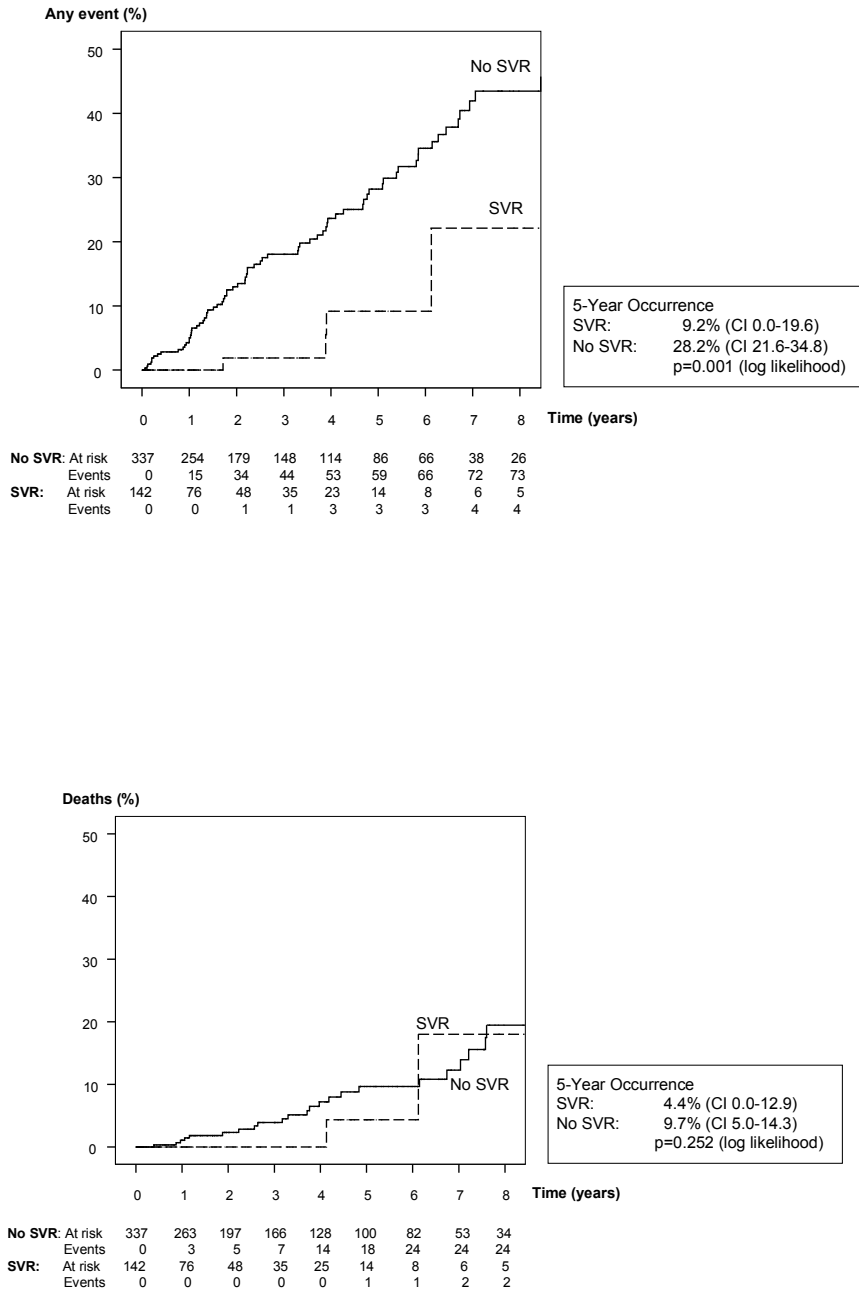 Any event (%)
50
No SVR
40
30
SVR
20
10
5-Year Occurrence
SVR: 9.2% (CI 0.0-19.6)
No SVR: 28.2% (CI 21.6-34.8)
p=0.001 (log likelihood)
0
0 1 2 3 4 5 6 7 8 Time (years)
No SVR: At risk 337 254 179 148 114 86 66 38 26
Events 0 15 34 44 53 59 66 72 73
SVR: At risk 142 76 48 35 23 14 8 6 5
Events 0 0 1 1 3 3 3 4 4
Deaths (%)
50
40
30
20
SVR
10
No SVR
5-Year Occurrence
SVR: 4.4% (CI 0.0-12.9)
No SVR: 9.7% (CI 5.0-14.3)
p=0.252 (log likelihood)
0
0 1 2 3 4 5 6 7 8 Time (years)
No SVR: At risk 337 263 197 166 128 100 82 53 34
Events 0 3 5 7 14 18 24 24 24
SVR: At risk 142 76 48 35 25 14 8 6 5
Events 0 0 0 0 0 1 1 2 2